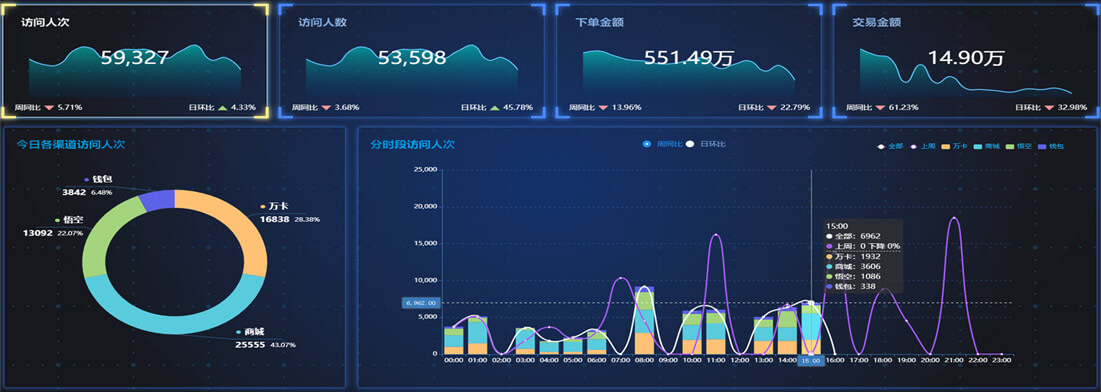 访问人次
59,327
周同比 5.71% 日环比 4.33%
访问人数
53,598
周同比 3.68% 日环比 45.78%
下单金额
551.49万
周同比 13.96% 日环比 22.79%
交易金额
14.90万
周同比 61.23% 日环比 32.98%
今日各渠道访问人次
钱包
3842 6.48%
万卡
16838 28.38%
悟空
13092 22.07%
商城
25555 43.07%
分时段访问人次
周同比 日环比
全部 上周 万卡 商城 悟空 钱包
25,000
20,000
15,000
10,000
6,962.00
5,000
0
15:00
全部: 6962
上周: 0 下降 0%
万卡: 1932
商城: 3606
悟空: 1086
钱包: 338
00:00 01:00 02:00 03:00 04:00 05:00 06:00 07:00 08:00 09:00 10:00 11:00 12:00 13:00 14:00 15:00 16:00 17:00 18:00 19:00 20:00 21:00 22:00 23:00